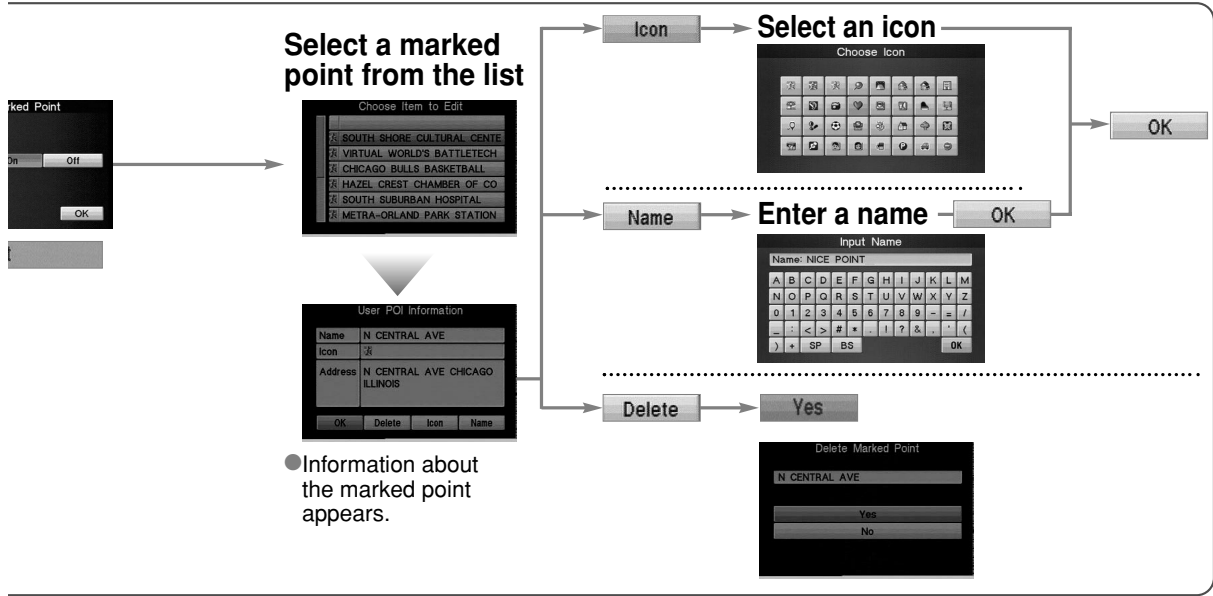 rked Point
On
Off
OK
t
Select a marked
point from the list
Choose Item to Edit
SOUTH SHORE CULTURAL CENTE
VIRTUAL WORLD'S BATTLETECH
CHICAGO BULLS BASKETBALL
HAZEL CREST CHAMBER OF CO
SOUTH SUBURBAN HOSPITAL
METRA-ORLAND PARK STATION
User POI Information
Name N CENTRAL AVE
Icon
Address N CENTRAL AVE CHICAGO
ILLINOIS
OK Delete Icon Name
●Information about
the marked point
appears.
Icon
Select an icon
Choose Icon
OK
Name
Enter a name
OK
Input Name
Name: NICE POINT
A B C D E F G H I J K L M
N O P Q R S T U V W X Y Z
0 1 2 3 4 5 6 7 8 9 - = /
_ : < > # * . ! ? & , ' (
) + SP BS OK
Delete
Yes
Delete Marked Point
N CENTRAL AVE
Yes
No